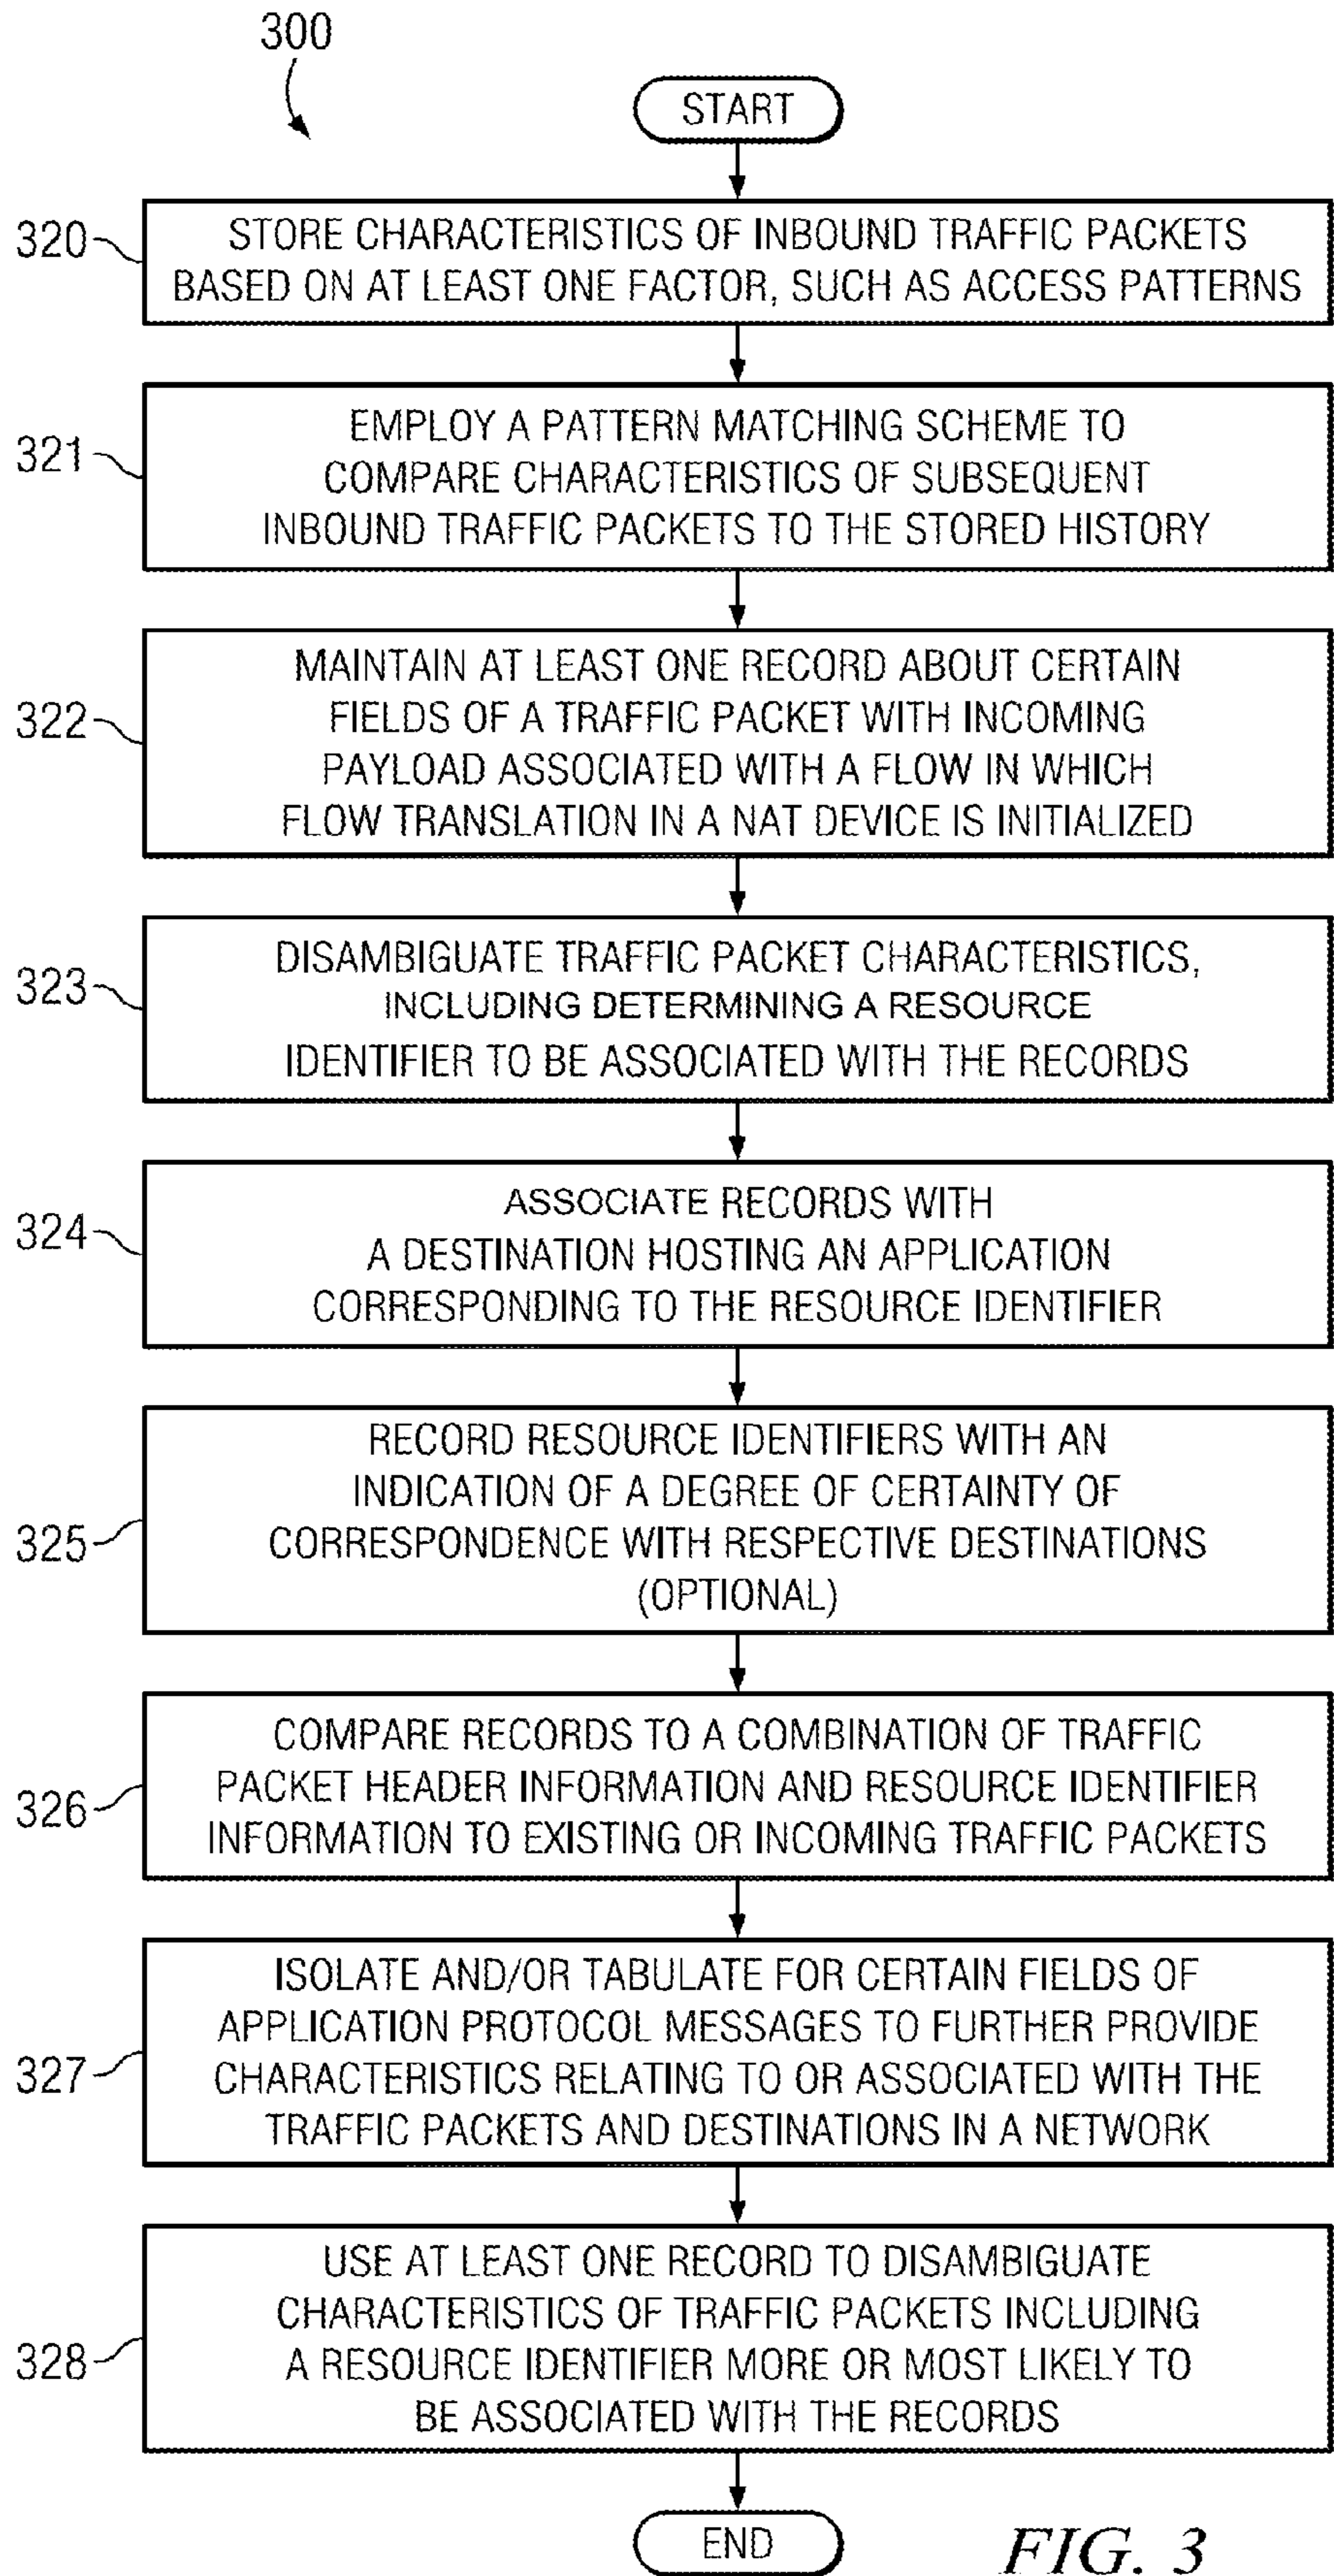 300
START
320
STORE CHARACTERISTICS OF INBOUND TRAFFIC PACKETS
BASED ON AT LEAST ONE FACTOR, SUCH AS ACCESS PATTERNS
321
EMPLOY A PATTERN MATCHING SCHEME TO
COMPARE CHARACTERISTICS OF SUBSEQUENT
INBOUND TRAFFIC PACKETS TO THE STORED HISTORY
322
MAINTAIN AT LEAST ONE RECORD ABOUT CERTAIN
FIELDS OF A TRAFFIC PACKET WITH INCOMING
PAYLOAD ASSOCIATED WITH A FLOW IN WHICH
FLOW TRANSLATION IN A NAT DEVICE IS INITIALIZED
323
DISAMBIGUATE TRAFFIC PACKET CHARACTERISTICS,
INCLUDING DETERMINING A RESOURCE
IDENTIFIER TO BE ASSOCIATED WITH THE RECORDS
324
ASSOCIATE RECORDS WITH
A DESTINATION HOSTING AN APPLICATION
CORRESPONDING TO THE RESOURCE IDENTIFIER
325
RECORD RESOURCE IDENTIFIERS WITH AN
INDICATION OF A DEGREE OF CERTAINTY OF
CORRESPONDENCE WITH RESPECTIVE DESTINATIONS
(OPTIONAL)
326
COMPARE RECORDS TO A COMBINATION OF TRAFFIC
PACKET HEADER INFORMATION AND RESOURCE IDENTIFIER
INFORMATION TO EXISTING OR INCOMING TRAFFIC PACKETS
327
ISOLATE AND/OR TABULATE FOR CERTAIN FIELDS OF
APPLICATION PROTOCOL MESSAGES TO FURTHER PROVIDE
CHARACTERISTICS RELATING TO OR ASSOCIATED WITH THE
TRAFFIC PACKETS AND DESTINATIONS IN A NETWORK
328
USE AT LEAST ONE RECORD TO DISAMBIGUATE
CHARACTERISTICS OF TRAFFIC PACKETS INCLUDING
A RESOURCE IDENTIFIER MORE OR MOST LIKELY TO
BE ASSOCIATED WITH THE RECORDS
END
FIG. 3